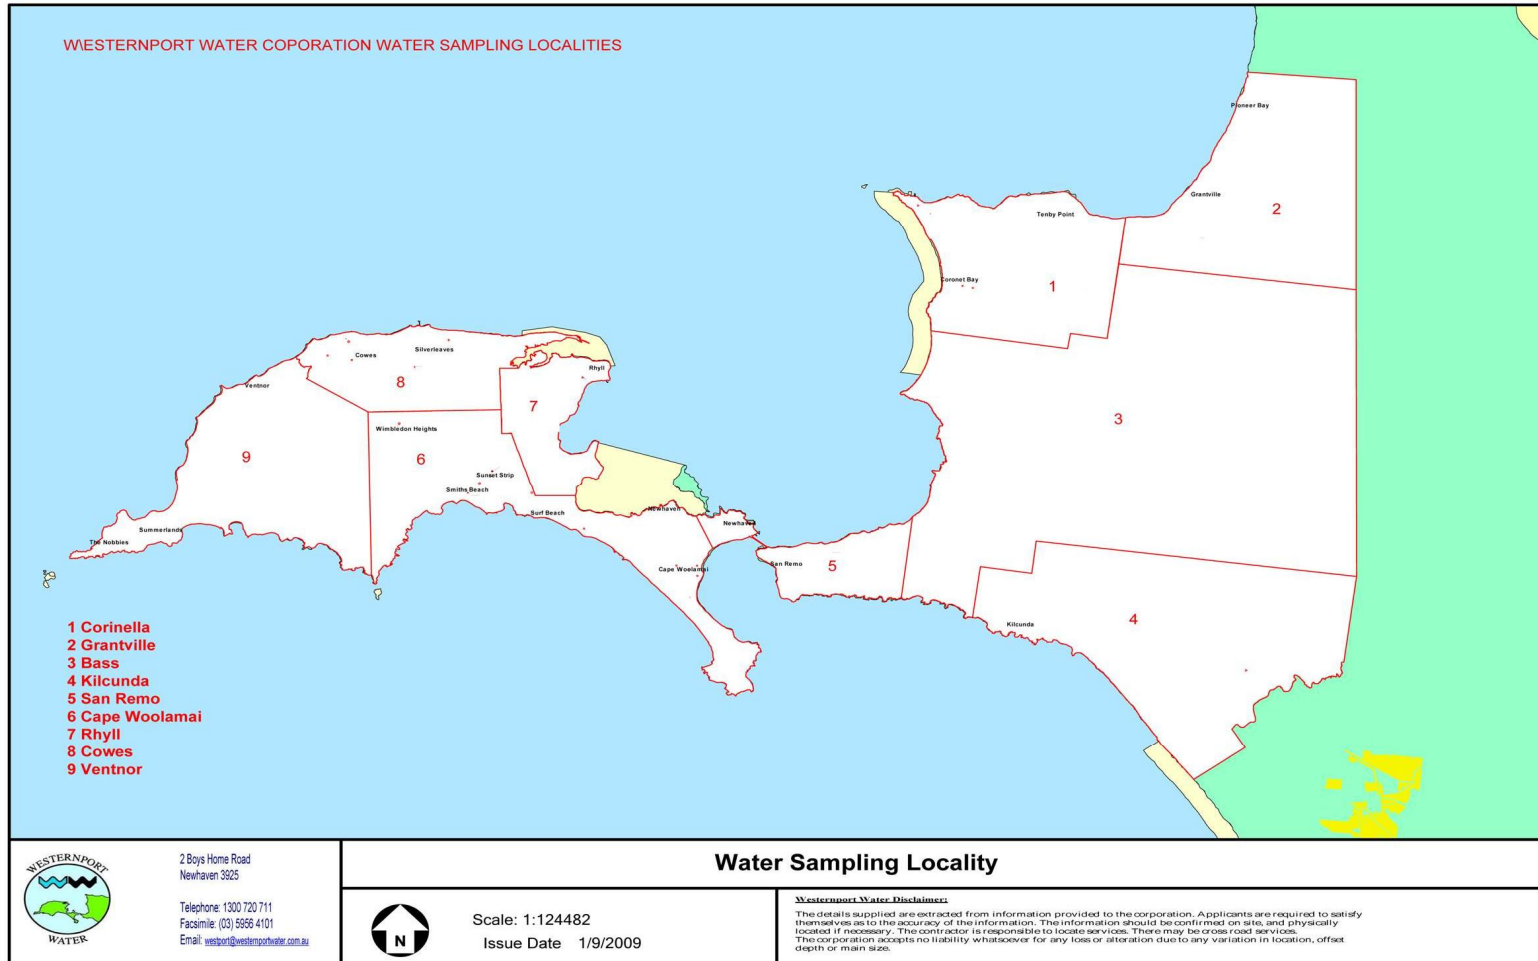 W\ESTERNPORT WATER COPORATION WATER SAMPLING LOCALITIES
Pioneer Bay
Grantville
2
Tenby Point
Coronet Bay
1
Cowes
Silverleaves
8
Rhyll
Ventnor
7
3
Wimbledon Heights
9
6
Sunset Strip
Smiths Beach
Surf Beach
Newhaven
Newhaven
Summerlands
The Nobbies
Cape Woolamai
San Remo
5
Kilcunda
4
1 Corinella
2 Grantville
3 Bass
4 Kilcunda
5 San Remo
6 Cape Woolamai
7 Rhyll
8 Cowes
9 Ventnor
WESTERNPORT
WATER
2 Boys Home Road
Newhaven 3925
Telephone: 1300 720 711
Facsimile: (03) 5956 4101
Email: westport@westernportwater.com.au
Water Sampling Locality
N
Scale: 1:124482
Issue Date 1/9/2009
Westernport Water Disclaimer:
The details supplied are extracted from information provided to the corporation. Applicants are required to satisfy
themselves as to the accuracy of the information. The information should be confirmed on site, and physically
located if necessary. The contractor is responsible to locate services. There may be cross road services.
The corporation accepts no liability whatsoever for any loss or alteration due to any variation in location, offset
depth or main size.